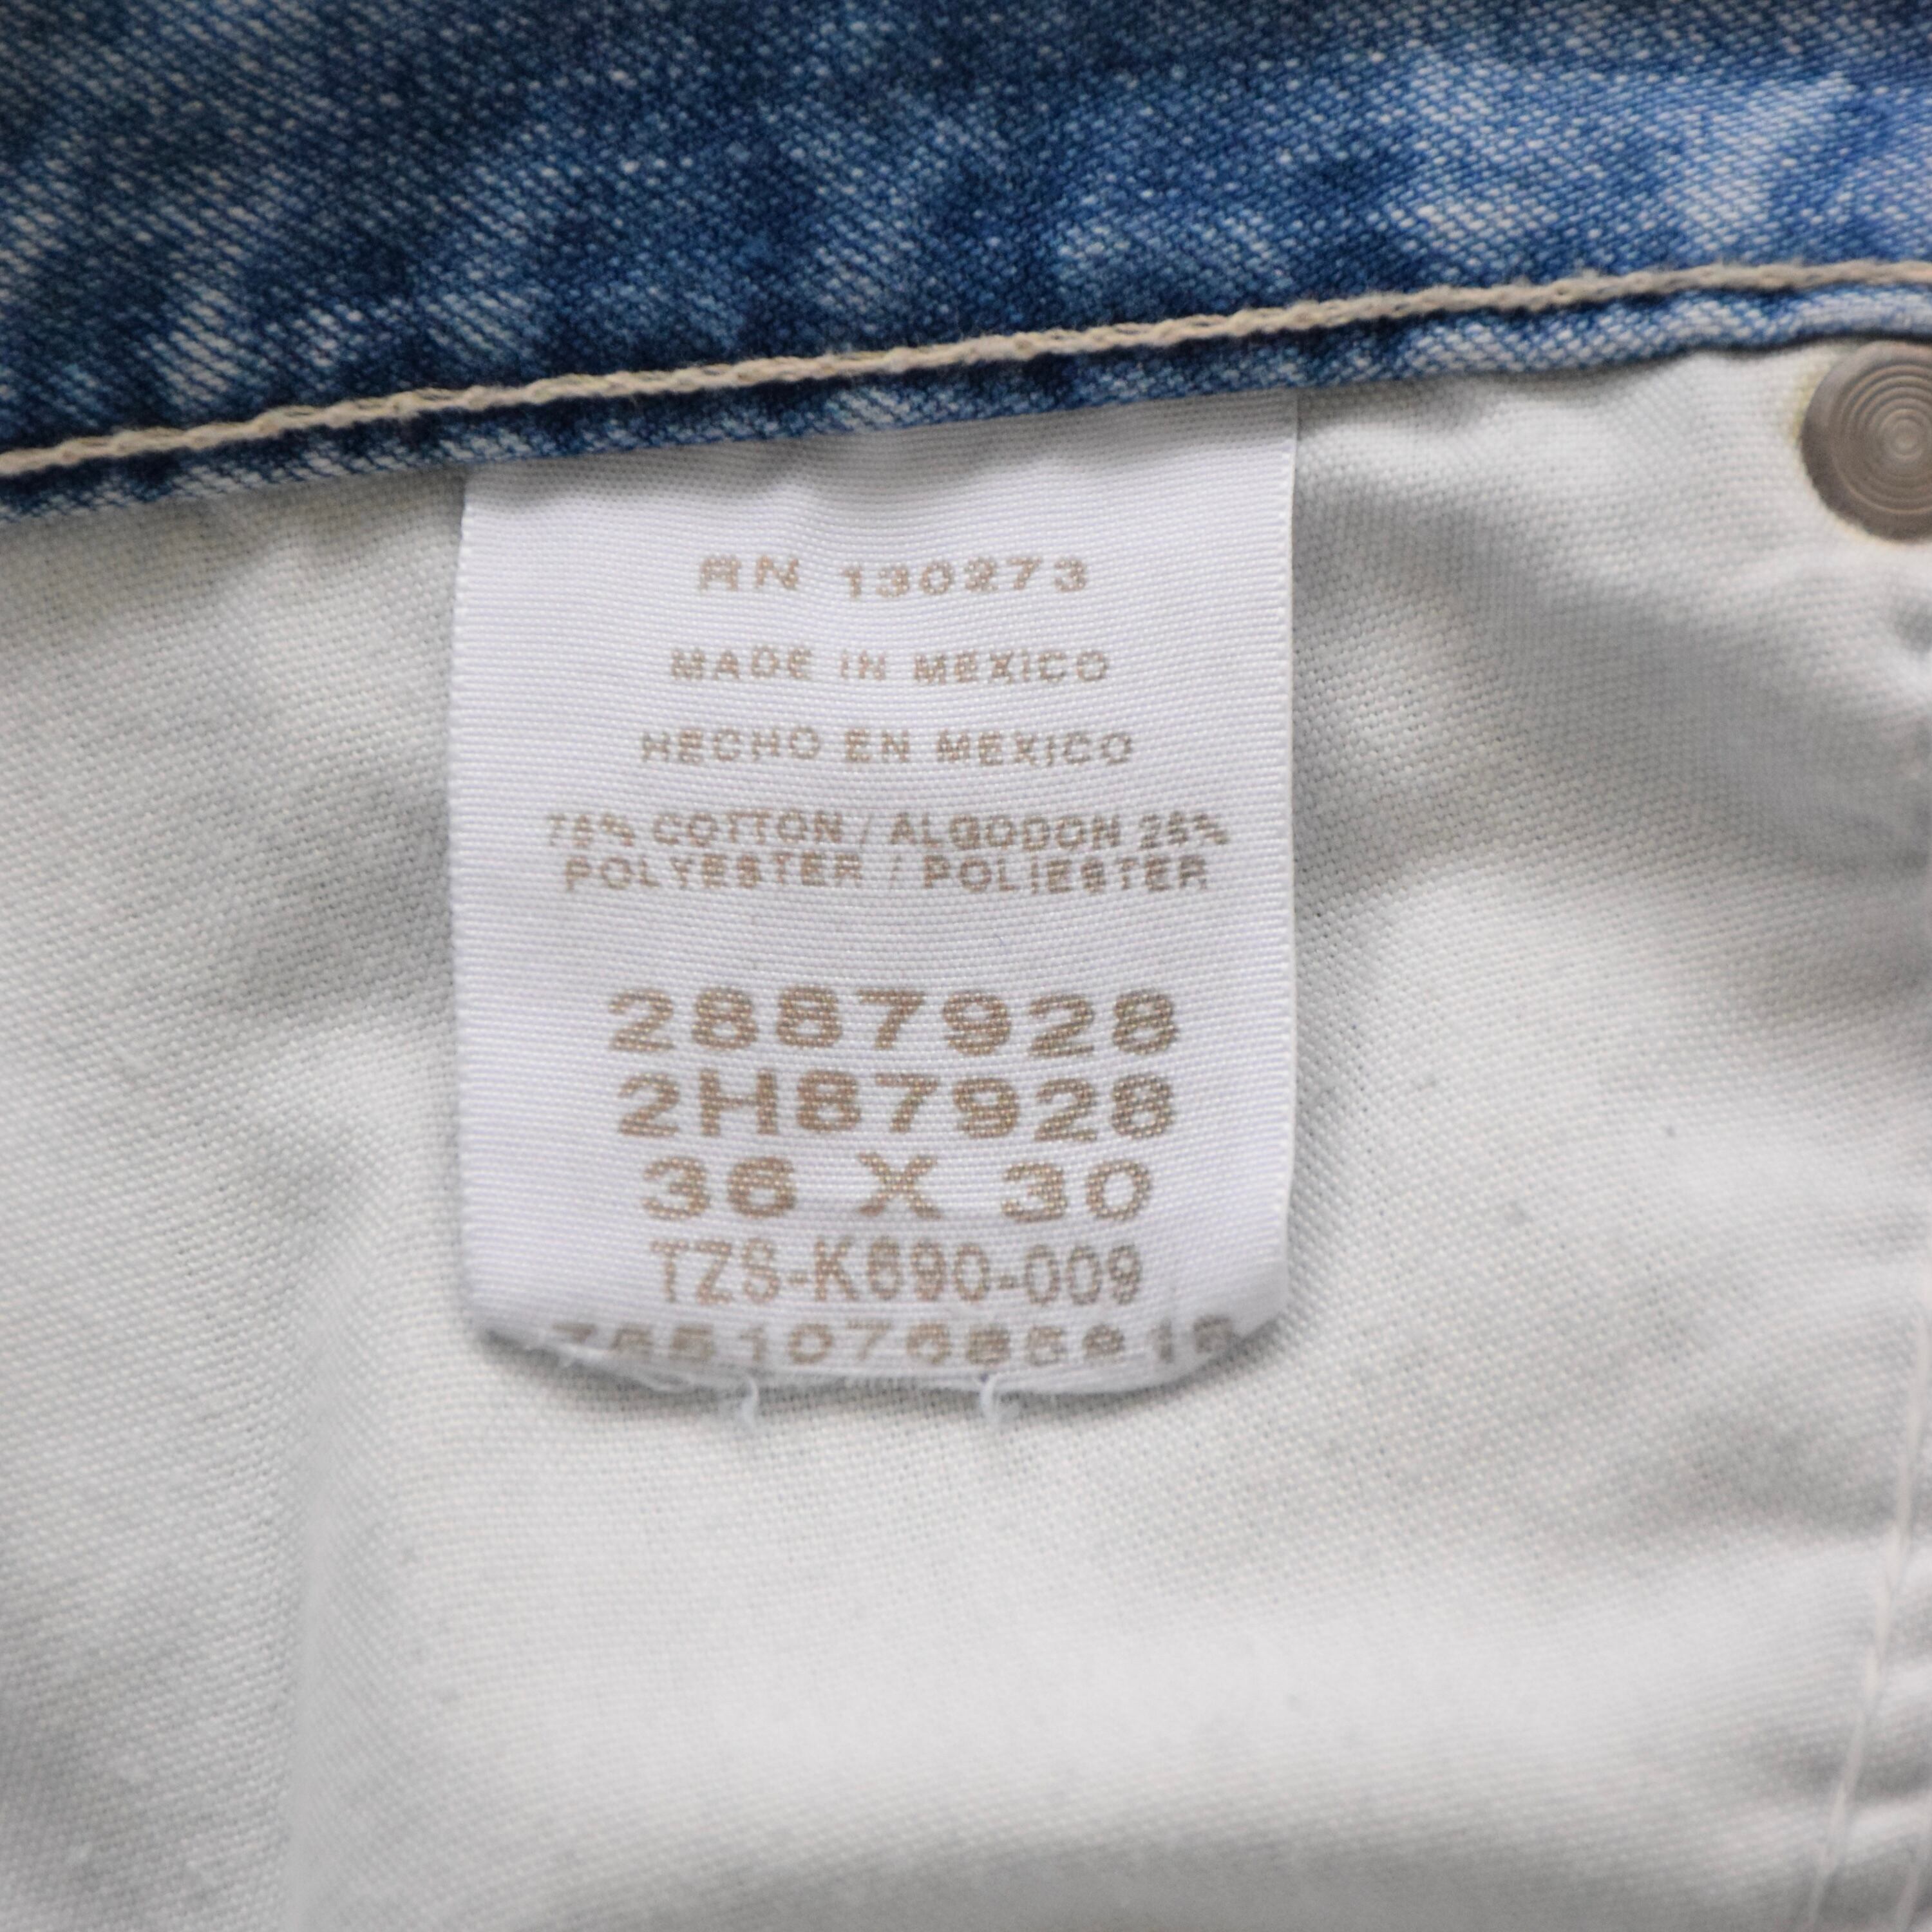 RN 130273
MADE IN MEXICO
HECHO EN MEXICO
75% COTTON / ALGODON 25%
POLYESTER / POLIESTER
2887928
2H87928
36 X 30
TZS-K690-009